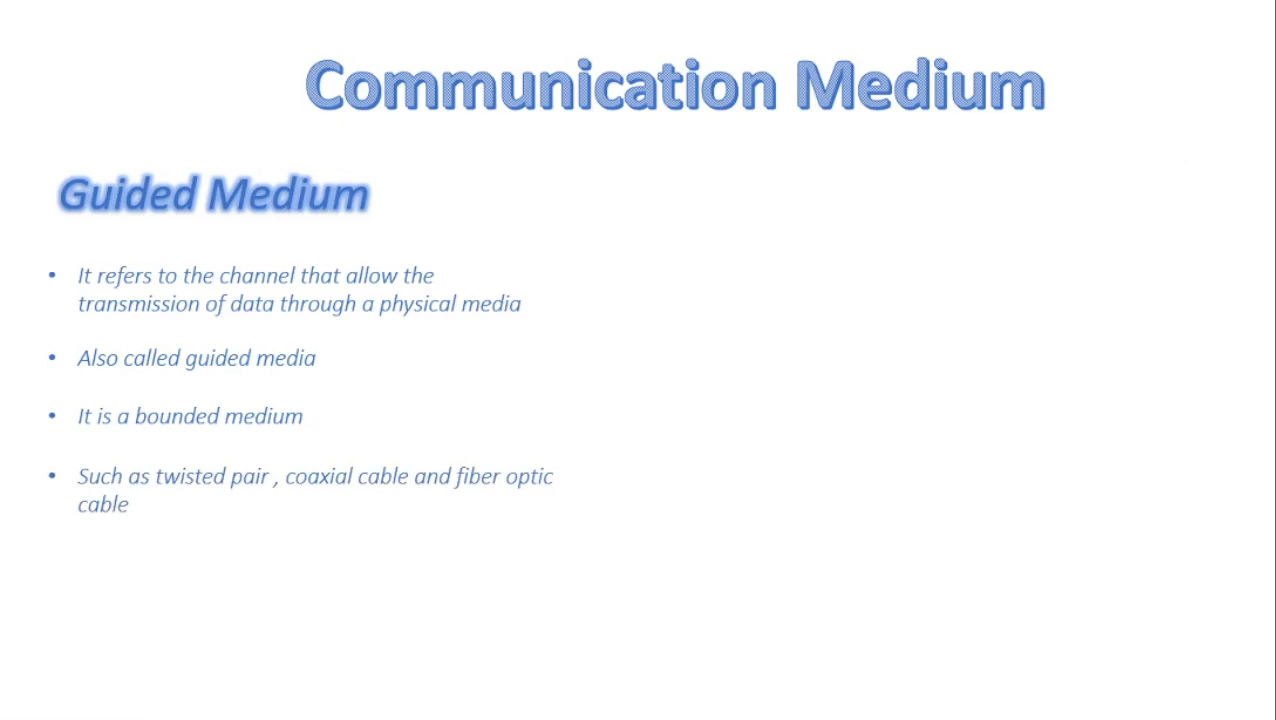 Communication Medium
Guided Medium
• It refers to the channel that allow the
transmission of data through a physical media
• Also called guided media
• It is a bounded medium
• Such as twisted pair , coaxial cable and fiber optic
cable